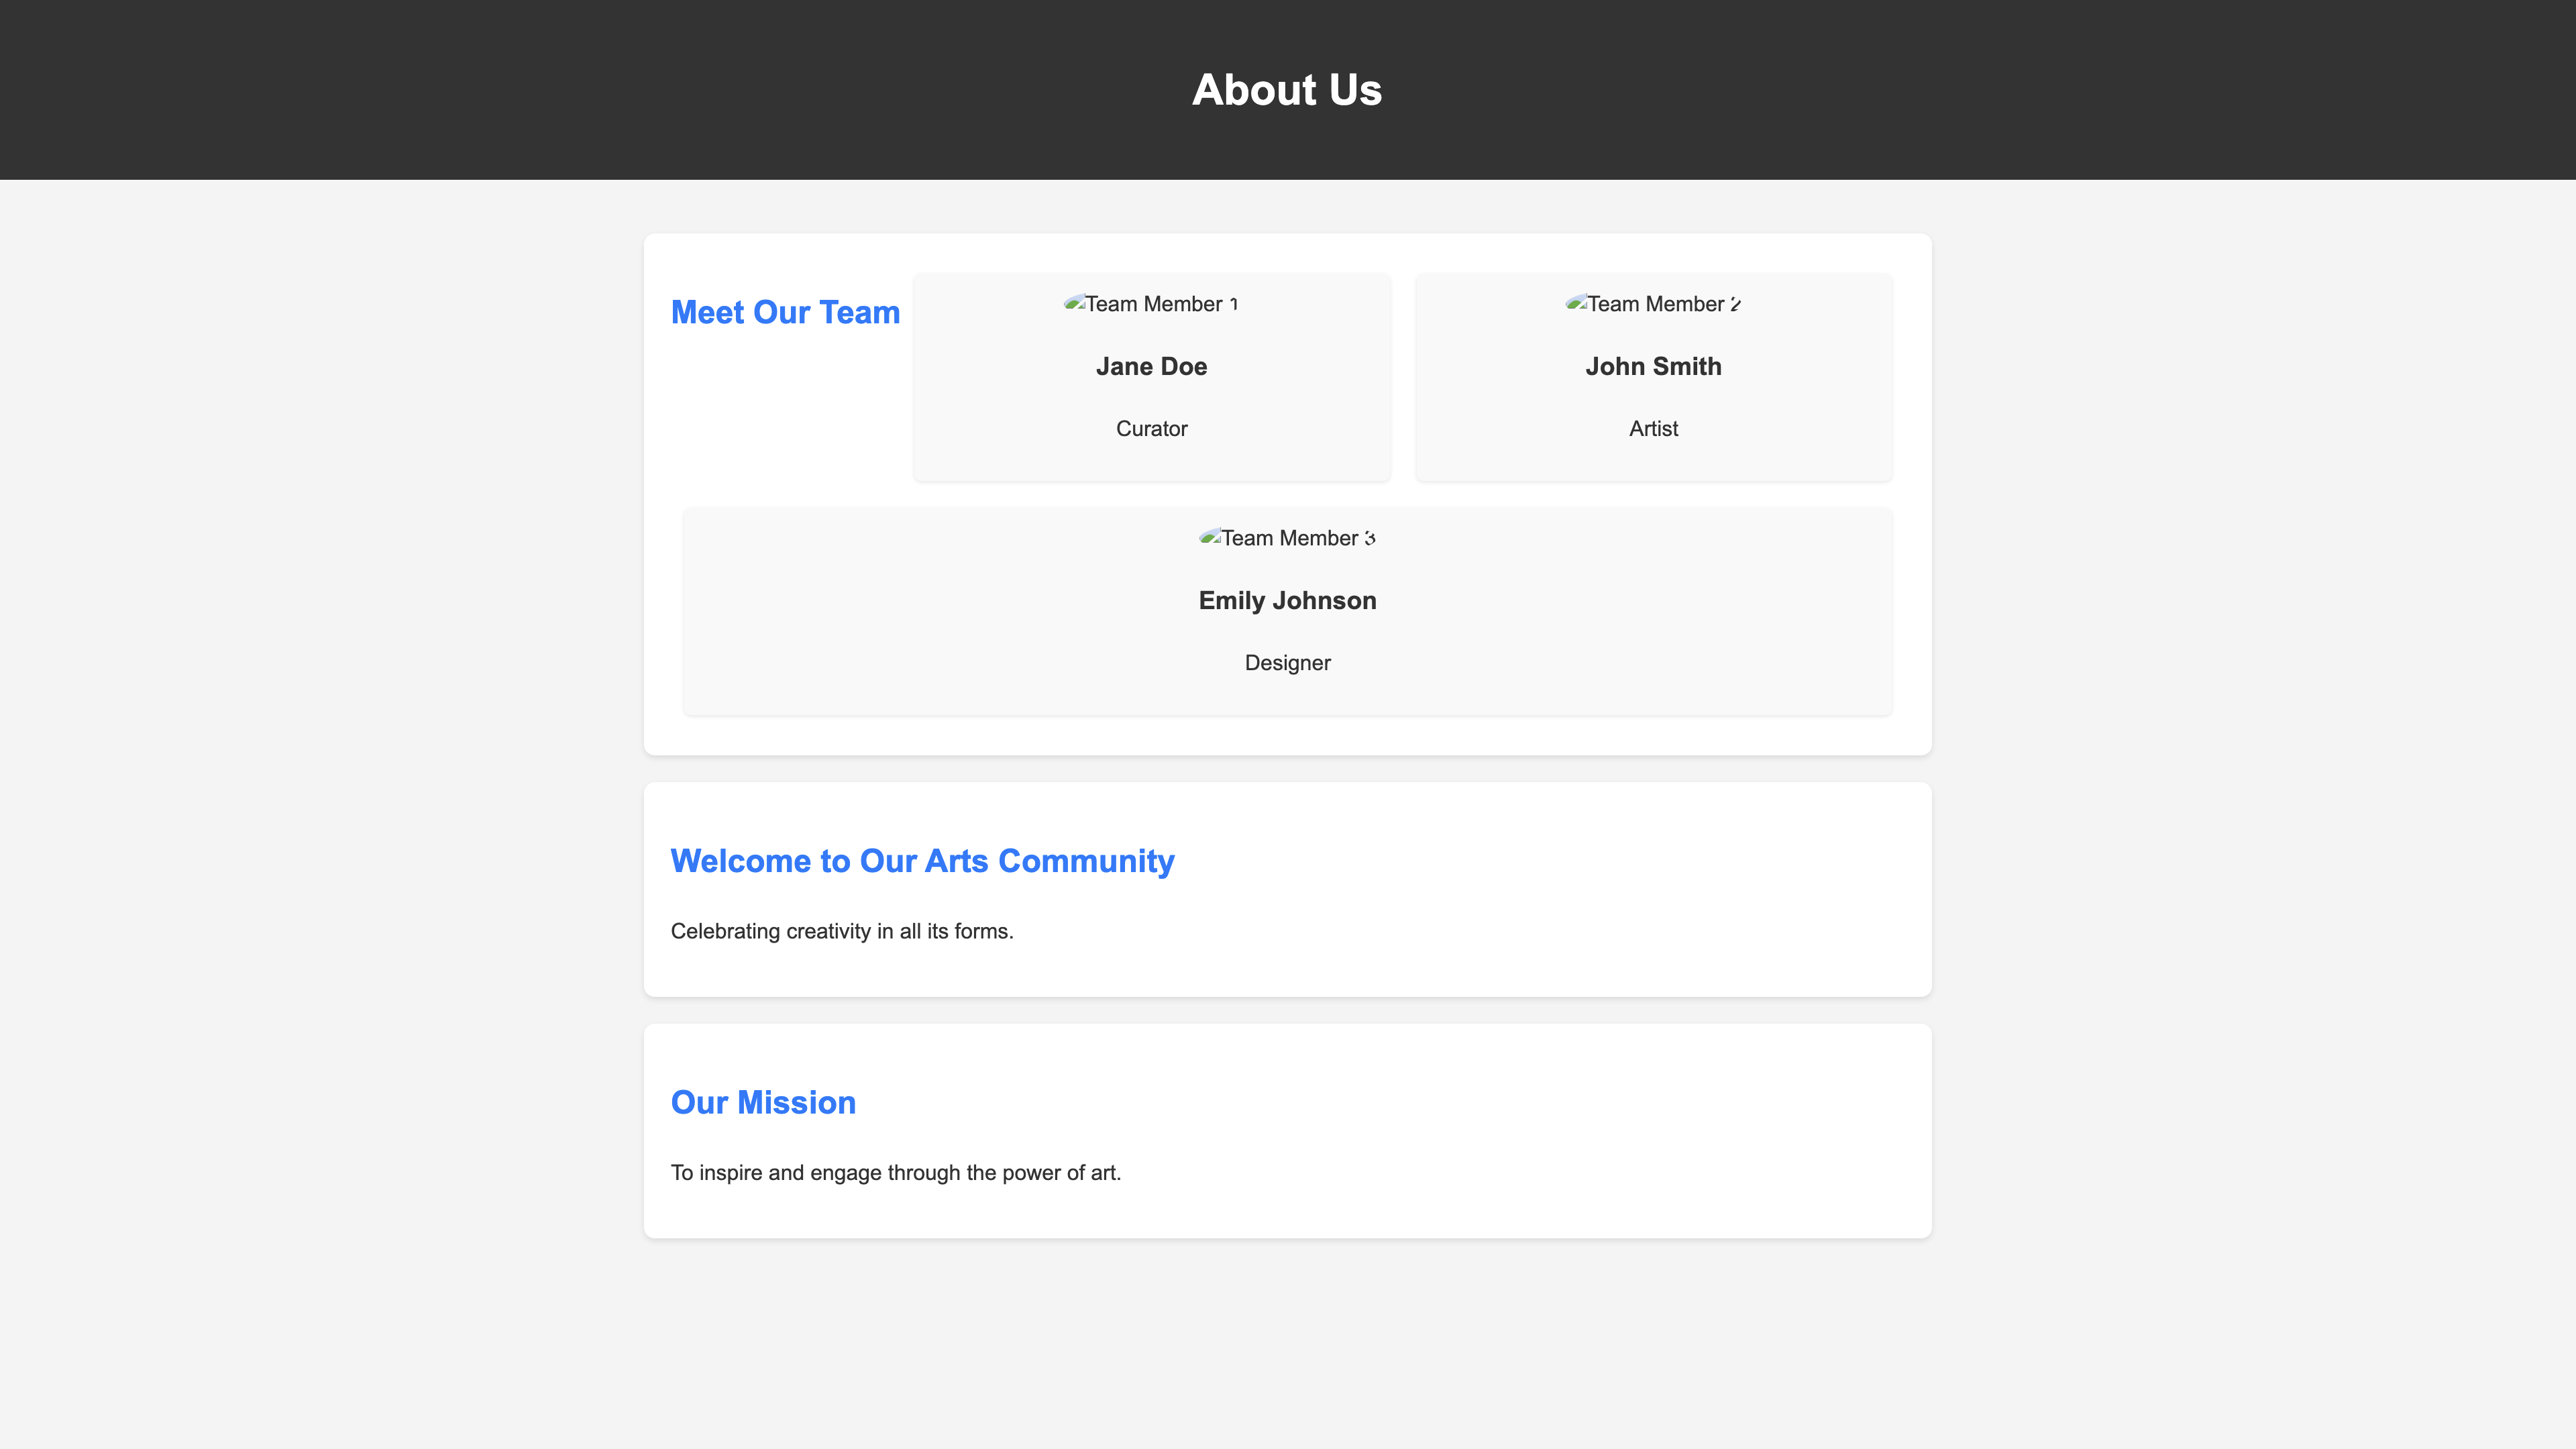 About Us
Meet Our Team
Team Member 1
Jane Doe
Curator
Team Member 2
John Smith
Artist
Team Member 3
Emily Johnson
Designer
Welcome to Our Arts Community
Celebrating creativity in all its forms.
Our Mission
To inspire and engage through the power of art.